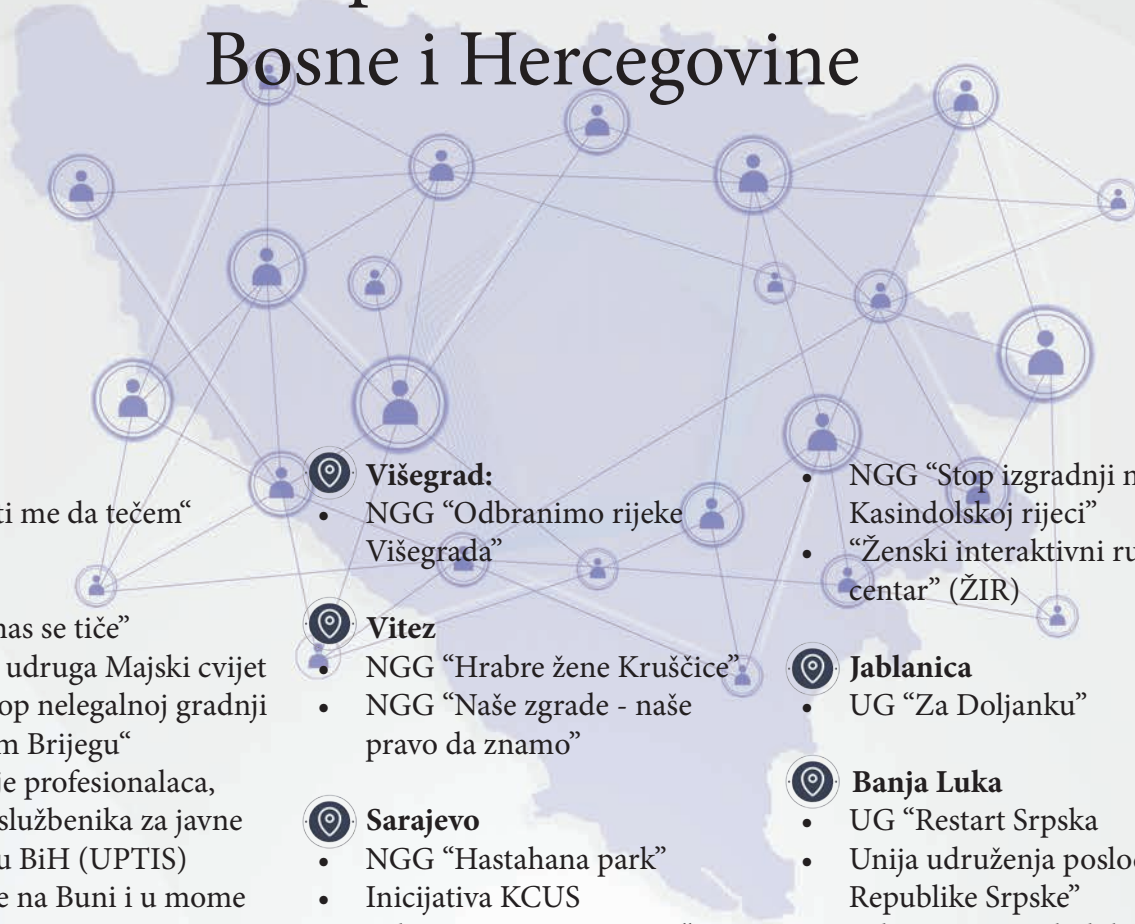 Bosne i Hercegovine
ti me da tečem“
nas se tiče”
udruga Majski cvijet
op nelegalnoj gradnji
m Brijegu“
je profesionalaca,
službenika za javne
u BiH (UPTIS)
e na Buni i u mome
Višegrad:
• NGG “Odbranimo rijeke
Višegrada”
Vitez
• NGG “Hrabre žene Kruščice”
• NGG “Naše zgrade - naše
pravo da znamo”
Sarajevo
• NGG “Hastahana park”
• Inicijativa KCUS
• NGG “Stop izgradnji n
Kasindolskoj rijeci”
• “Ženski interaktivni ru
centar” (ŽIR)
Jablanica
• UG “Za Doljanku”
Banja Luka
• UG “Restart Srpska
• Unija udruženja poslo
Republike Srpske”